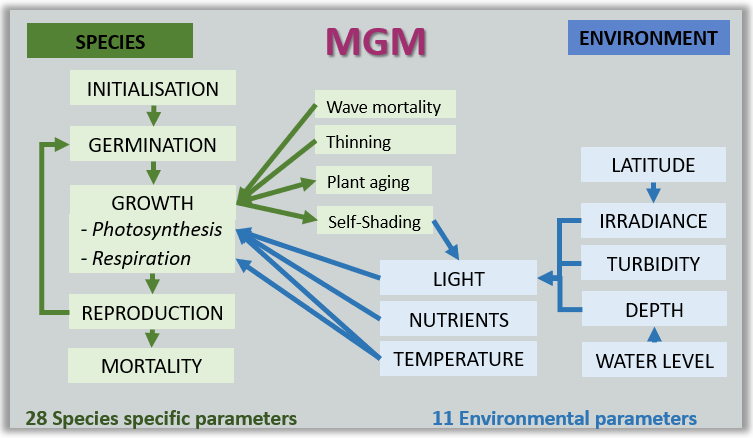 SPECIES
MGM
ENVIRONMENT
INITIALISATION
GERMINATION
GROWTH
- Photosynthesis
- Respiration
REPRODUCTION
MORTALITY
Wave mortality
Thinning
Plant aging
Self-Shading
LIGHT
NUTRIENTS
TEMPERATURE
LATITUDE
IRRADIANCE
TURBIDITY
DEPTH
WATER LEVEL
28 Species specific parameters
11 Environmental parameters